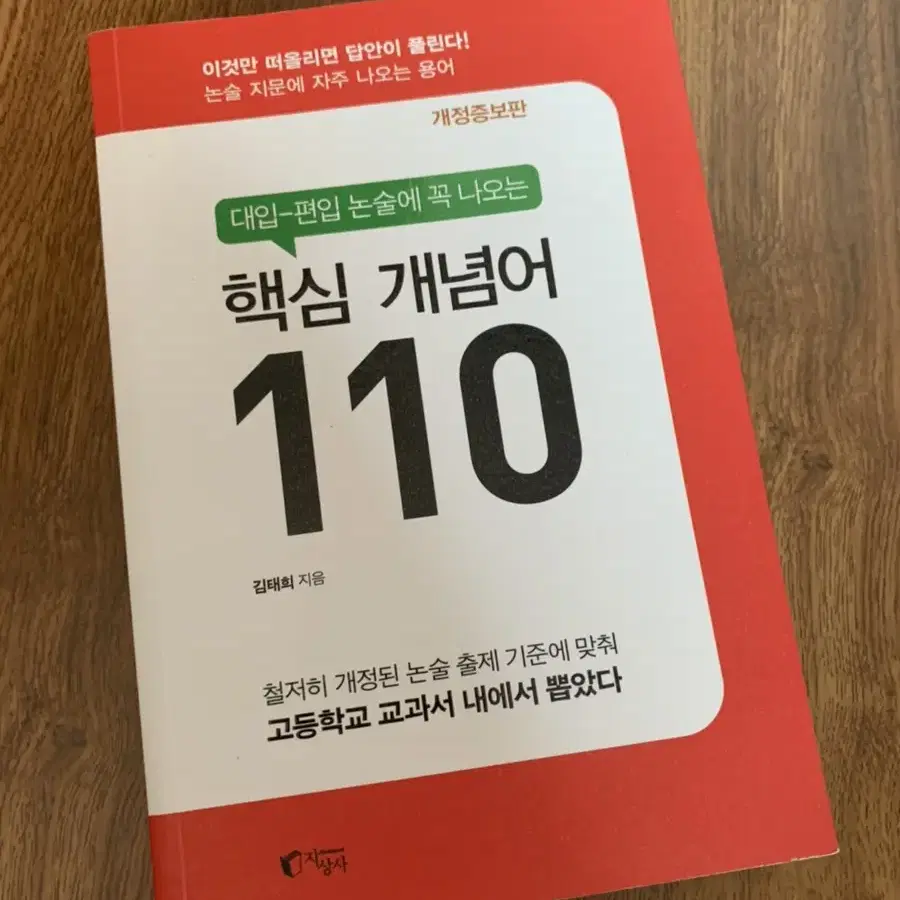 이것만 떠올리면 답안이 풀린다!
논술 지문에 자주 나오는 용어
개정증보판
대입-편입 논술에 꼭 나오는
핵심 개념어
110
김태희 지음
철저히 개정된 논술 출제 기준에 맞춰
고등학교 교과서 내에서 뽑았다
지상사